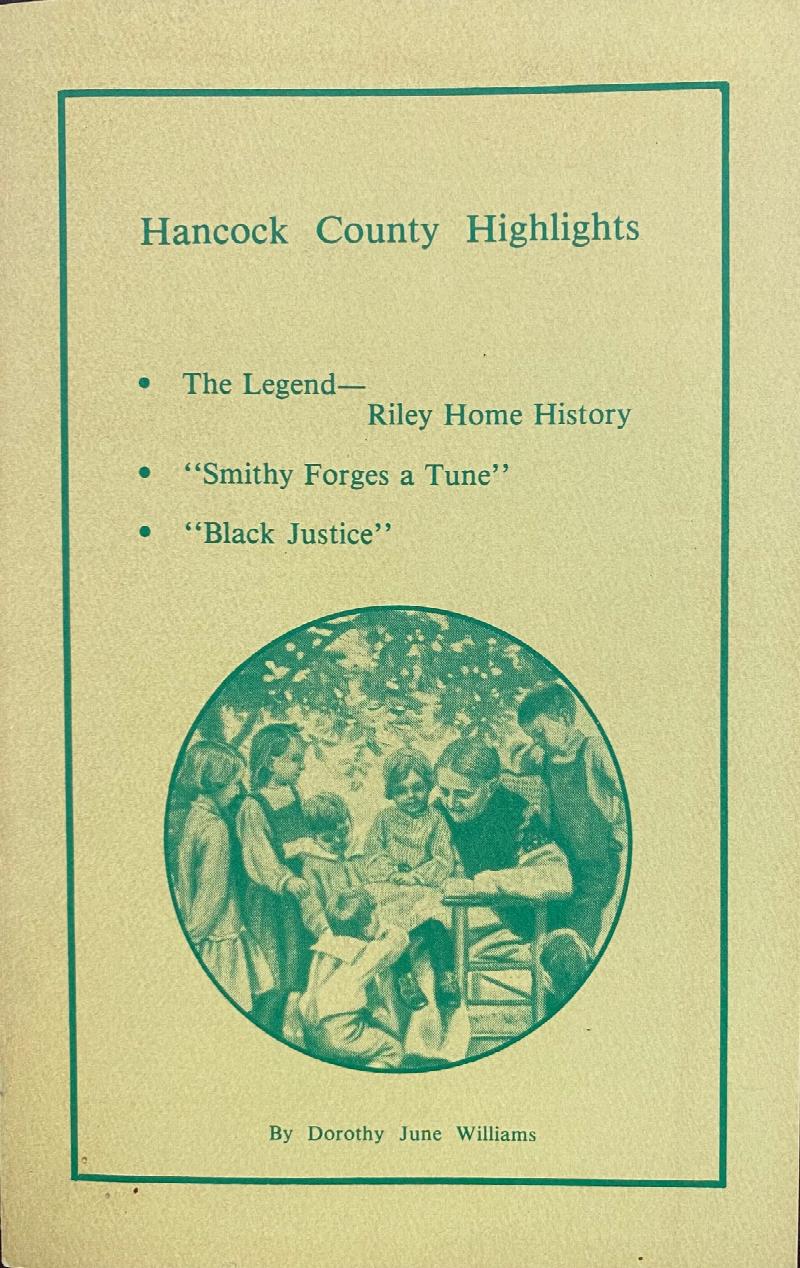 Hancock County Highlights
• The Legend—
Riley Home History
• “Smithy Forges a Tune”
• “Black Justice”
By Dorothy June Williams